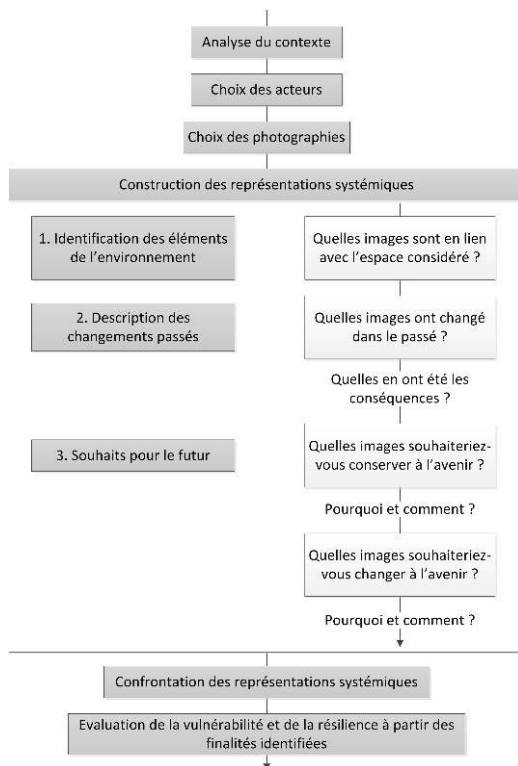 Analyse du contexte
Choix des acteurs
Choix des photographies
Construction des représentations systémiques
1. Identification des éléments
de l'environnement
Quelles images sont en lien
avec l'espace considéré ?
2. Description des
changements passés
Quelles images ont changé
dans le passé ?
Quelles en ont été les
conséquences ?
3. Souhaits pour le futur
Quelles images souhaiteriez-
vous conserver à l'avenir ?
Pourquoi et comment ?
Quelles images souhaiteriez-
vous changer à l'avenir ?
Pourquoi et comment ?
Confrontation des représentations systémiques
Evaluation de la vulnérabilité et de la résilience à partir des
finalités identifiées